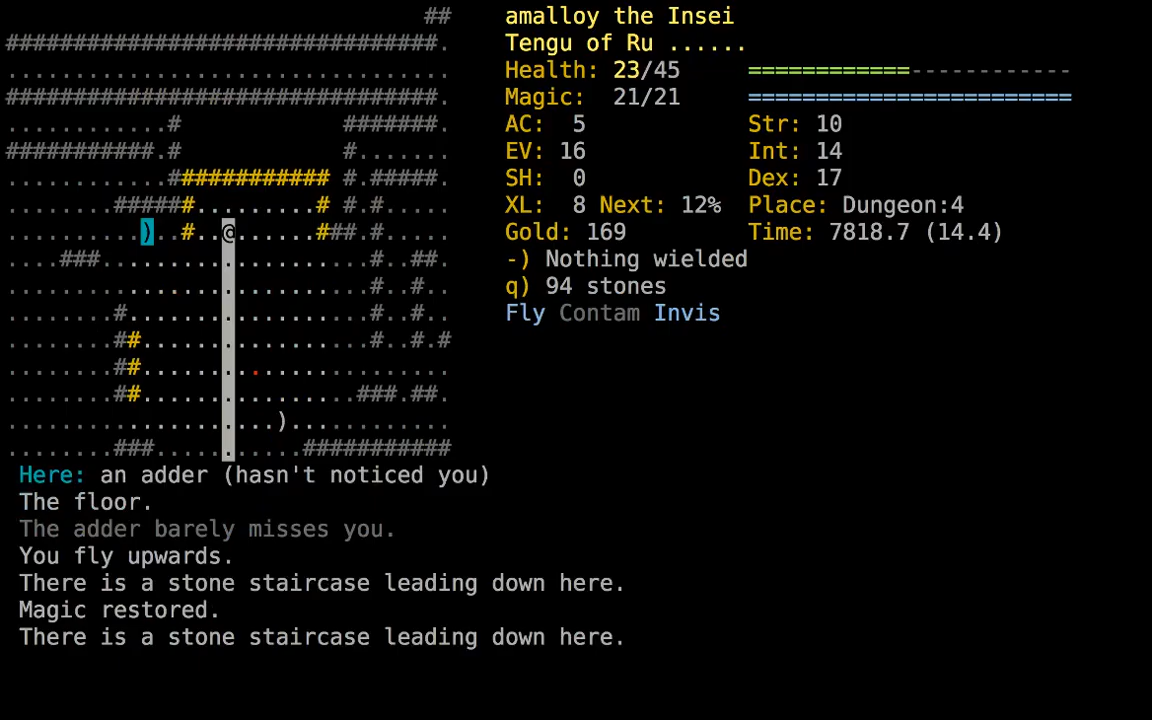 amalloy the Insei
Tengu of Ru ......
Health: 23/45
Magic: 21/21
AC: 5 Str: 10
EV: 16 Int: 14
SH: 0 Dex: 17
XL: 8 Next: 12% Place: Dungeon:4
Gold: 169 Time: 7818.7 (14.4)
-) Nothing wielded
q) 94 stones
Fly Contam Invis
Here: an adder (hasn't noticed you)
The floor.
The adder barely misses you.
You fly upwards.
There is a stone staircase leading down here.
Magic restored.
There is a stone staircase leading down here.